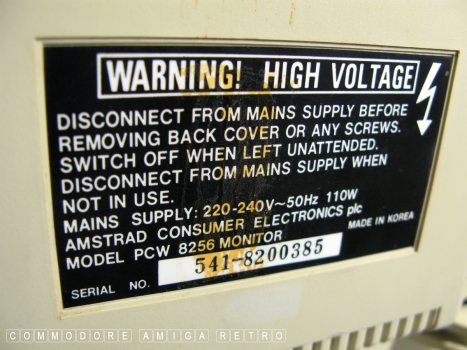 WARNING! HIGH VOLTAGE
DISCONNECT FROM MAINS SUPPLY BEFORE
REMOVING BACK COVER OR ANY SCREWS.
SWITCH OFF WHEN LEFT UNATTENDED.
DISCONNECT FROM MAINS SUPPLY WHEN
NOT IN USE.
MAINS SUPPLY: 220-240V~50Hz 110W
AMSTRAD CONSUMER ELECTRONICS plc
MODEL PCW 8256 MONITOR MADE IN KOREA
SERIAL NO. 541-8200385
COMMODORE AMIGA RETRO